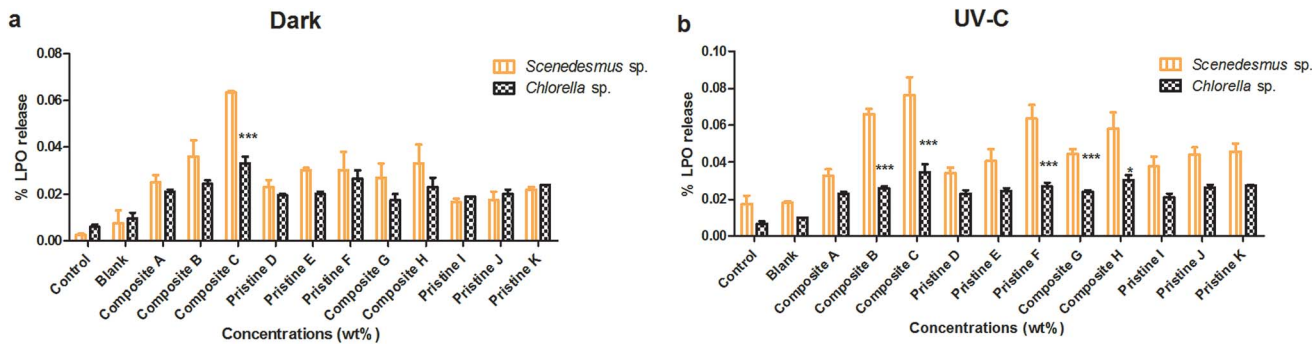 a
Dark
% LPO release
0.08
0.06
0.04
0.02
0.00
Scenedesmus sp.
Chlorella sp.
***
Control
Blank
Composite A
Composite B
Composite C
Pristine D
Pristine E
Pristine F
Composite G
Composite H
Pristine I
Pristine J
Pristine K
Concentrations (wt%)
b
UV-C
% LPO release
0.10
0.08
0.06
0.04
0.02
0.00
Scenedesmus sp.
Chlorella sp.
***
***
***
***
*
Control
Blank
Composite A
Composite B
Composite C
Pristine D
Pristine E
Pristine F
Composite G
Composite H
Pristine I
Pristine J
Pristine K
Concentrations (wt%)